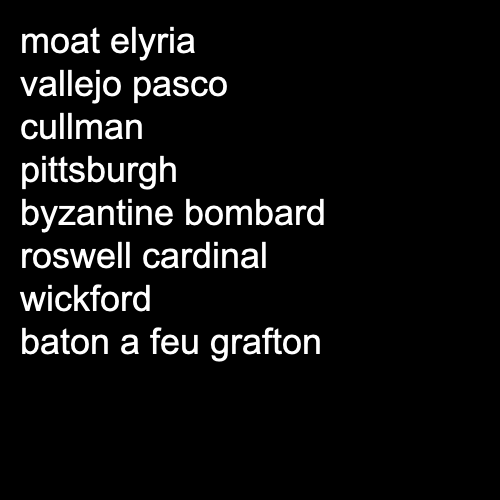 moat elyria
vallejo pasco
cullman
pittsburgh
byzantine bombard
roswell cardinal
wickford
baton a feu grafton